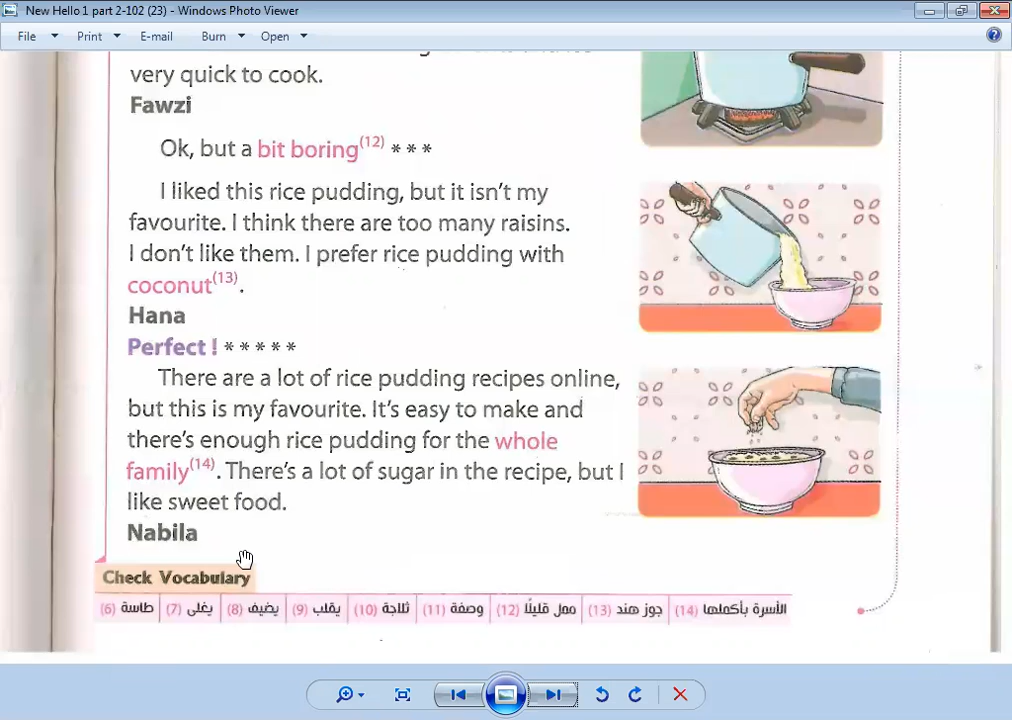 New Hello 1 part 2-102 (23) - Windows Photo Viewer
File Print E-mail Burn Open
very quick to cook.
Fawzi
Ok, but a bit boring(12) ***
I liked this rice pudding, but it isn't my
favourite. I think there are too many raisins.
I don't like them. I prefer rice pudding with
coconut(13).
Hana
Perfect ! *****
There are a lot of rice pudding recipes online,
but this is my favourite. It's easy to make and
there's enough rice pudding for the whole
family(14). There's a lot of sugar in the recipe, but I
like sweet food.
Nabila
Check Vocabulary
(6) طاسة (7) يغلى (8) يضيف (9) يقلب (10) ثلاجة (11) وصفة (12) ممل قليلًا (13) جوز هند (14) الأسرة بأكملها